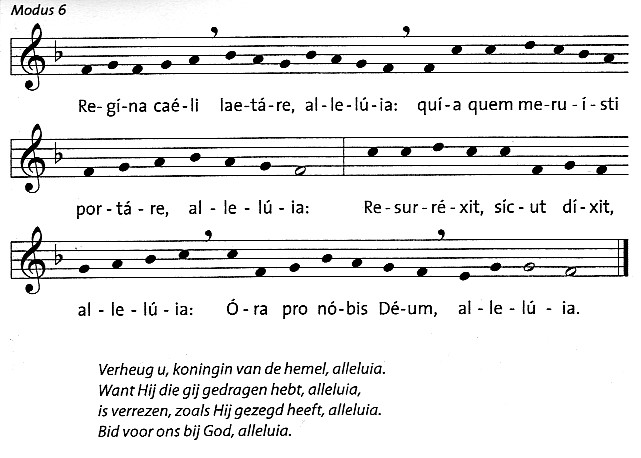 Modus 6
Re-gí-na caé-li lae-tá-re, al-le-lú-ia: quí-a quem me-ru-í-sti
por-tá-re, al-le-lú-ia: Re-sur-ré-xit, síc-ut dí-xit,
al-le-lú-ia: Ó-ra pro nó-bis Dé-um, al-le-lú-ia.
Verheug u, koningin van de hemel, alleluia.
Want Hij die gij gedragen hebt, alleluia,
is verrezen, zoals Hij gezegd heeft, alleluia.
Bid voor ons bij God, alleluia.